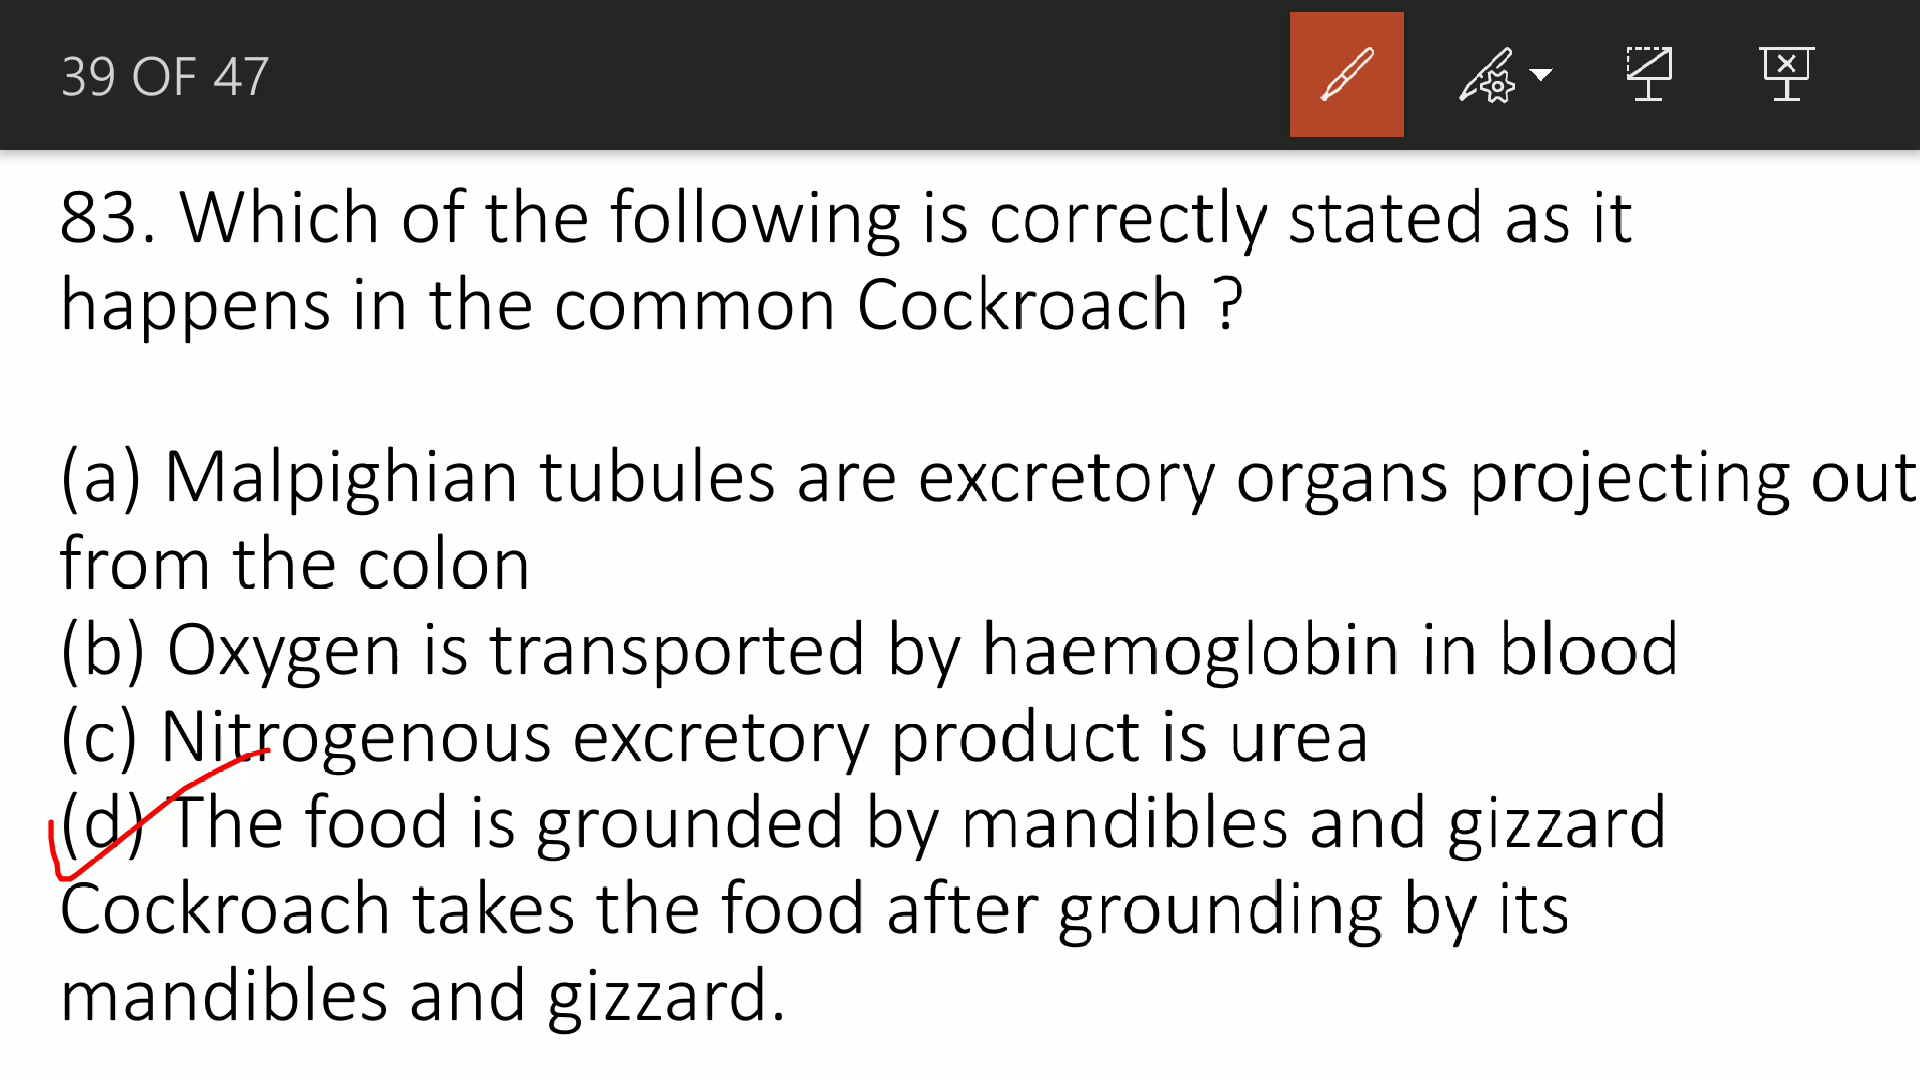 39 OF 47
83. Which of the following is correctly stated as it
happens in the common Cockroach ?
(a) Malpighian tubules are excretory organs projecting out
from the colon
(b) Oxygen is transported by haemoglobin in blood
(c) Nitrogenous excretory product is urea
(d) The food is grounded by mandibles and gizzard
Cockroach takes the food after grounding by its
mandibles and gizzard.